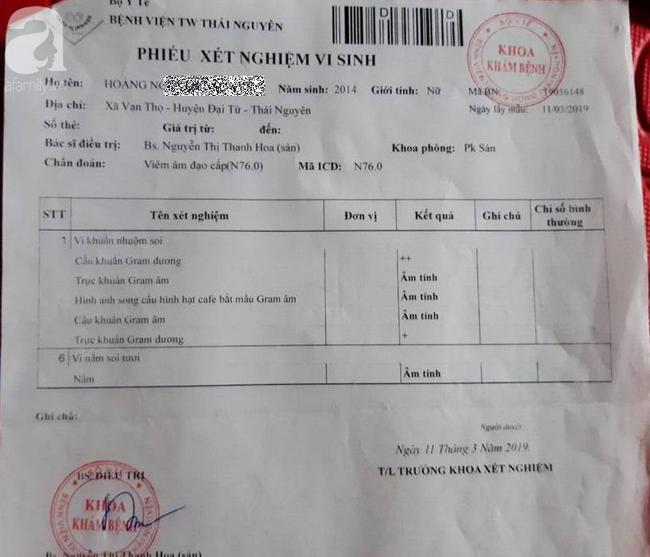 Bộ Y Tế
BỆNH VIỆN TW THÁI NGUYÊN
D D
PHIẾU XÉT NGHIỆM VI SINH
KHOA
KHÁM BỆNH
a
afamily.vn
Họ tên: HOÀNG NG Năm sinh: 2014 Giới tính: Nữ Mã BN:
Địa chỉ: Xã Vạn Thọ - Huyện Đại Từ - Thái Nguyên Ngày lấy mẫu: 11/03/2019
Số thẻ: Giá trị từ: đến:
Bác sĩ điều trị: Bs. Nguyễn Thị Thanh Hoa (sản) Khoa phòng: Pk Sản
Chẩn đoán: Viêm âm đạo cấp(N76.0) Mã ICD: N76.0
STT Tên xét nghiệm Đơn vị Kết quả Ghi chú Chỉ số bình thường
1 Vi khuẩn nhuộm soi
Cầu khuẩn Gram dương ++
Trực khuẩn Gram âm Âm tính
Hình ảnh song cầu hình hạt cafe bắt mầu Gram âm Âm tính
Cầu khuẩn Gram âm Âm tính
Trực khuẩn Gram dương +
6 Vi nấm soi tươi
Nấm Âm tính
Ghi chú:
Người duyệt
Ngày 11 Tháng 3 Năm 2019
BS ĐIỀU TRỊ T/L TRƯỞNG KHOA XÉT NGHIỆM
KHOA
KHÁM BỆNH
Bs. Nguyễn Thị Thanh Hoa (sản)